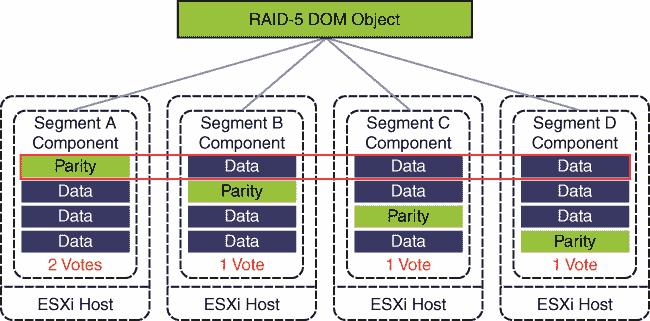 RAID-5 DOM Object
Segment A Component
Segment B Component
Segment C Component
Segment D Component
Parity Data Data Data
Data Parity Data Data
Data Data Parity Data
Data Data Data Parity
2 Votes 1 Vote 1 Vote 1 Vote
ESXi Host ESXi Host ESXi Host ESXi Host